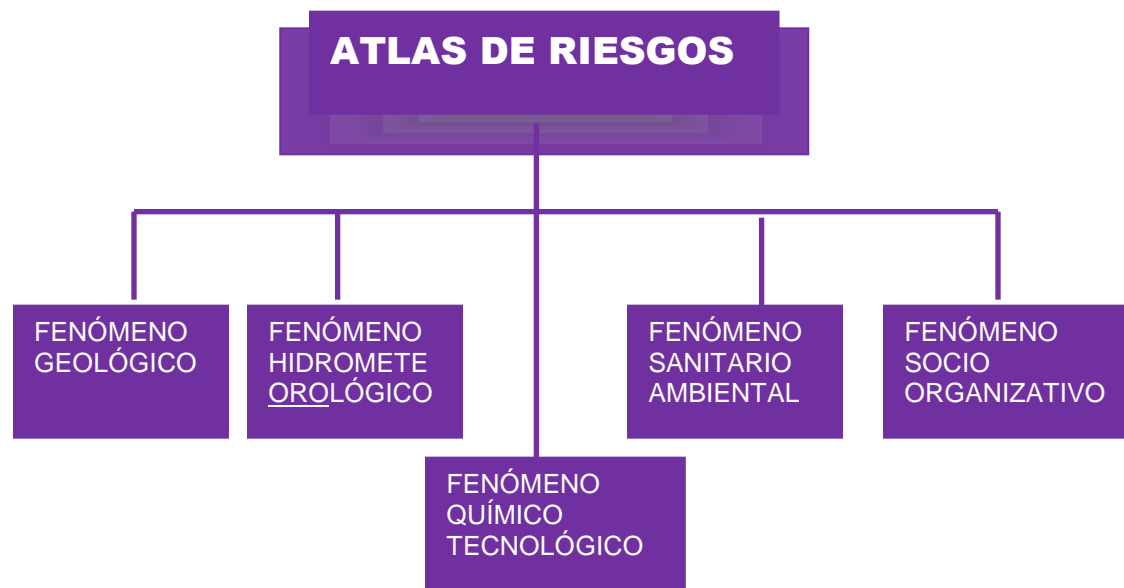 ATLAS DE RIESGOS
FENÓMENO
GEOLÓGICO
FENÓMENO
HIDROMETE
OROLÓGICO
FENÓMENO
SANITARIO
AMBIENTAL
FENÓMENO
SOCIO
ORGANIZATIVO
FENÓMENO
QUÍMICO
TECNOLÓGICO